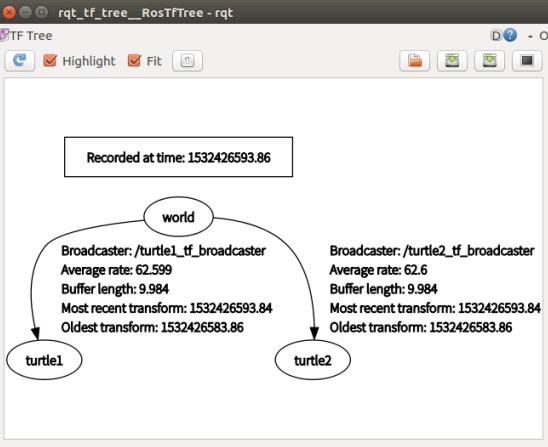 rqt_tf_tree__RosTfTree - rqt
TF Tree
D ? - O
Highlight
Fit
Recorded at time: 1532426593.86
world
Broadcaster: /turtle1_tf_broadcaster
Average rate: 62.599
Buffer length: 9.984
Most recent transform: 1532426593.84
Oldest transform: 1532426583.86
Broadcaster: /turtle2_tf_broadcaster
Average rate: 62.6
Buffer length: 9.984
Most recent transform: 1532426593.84
Oldest transform: 1532426583.86
turtle1
turtle2